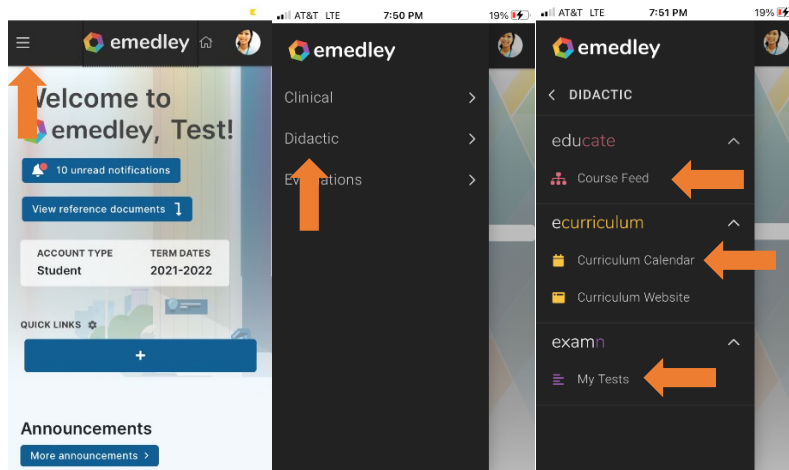 emedley
Welcome to
emedley, Test!
10 unread notifications
View reference documents
ACCOUNT TYPE TERM DATES
Student 2021-2022
QUICK LINKS
+
Announcements
More announcements >
AT&T LTE 7:50 PM 19%
emedley
Clinical >
Didactic >
Evaluations >
AT&T LTE 7:51 PM 19%
emedley
< DIDACTIC
educate
Course Feed
ecurriculum
Curriculum Calendar
Curriculum Website
examn
My Tests